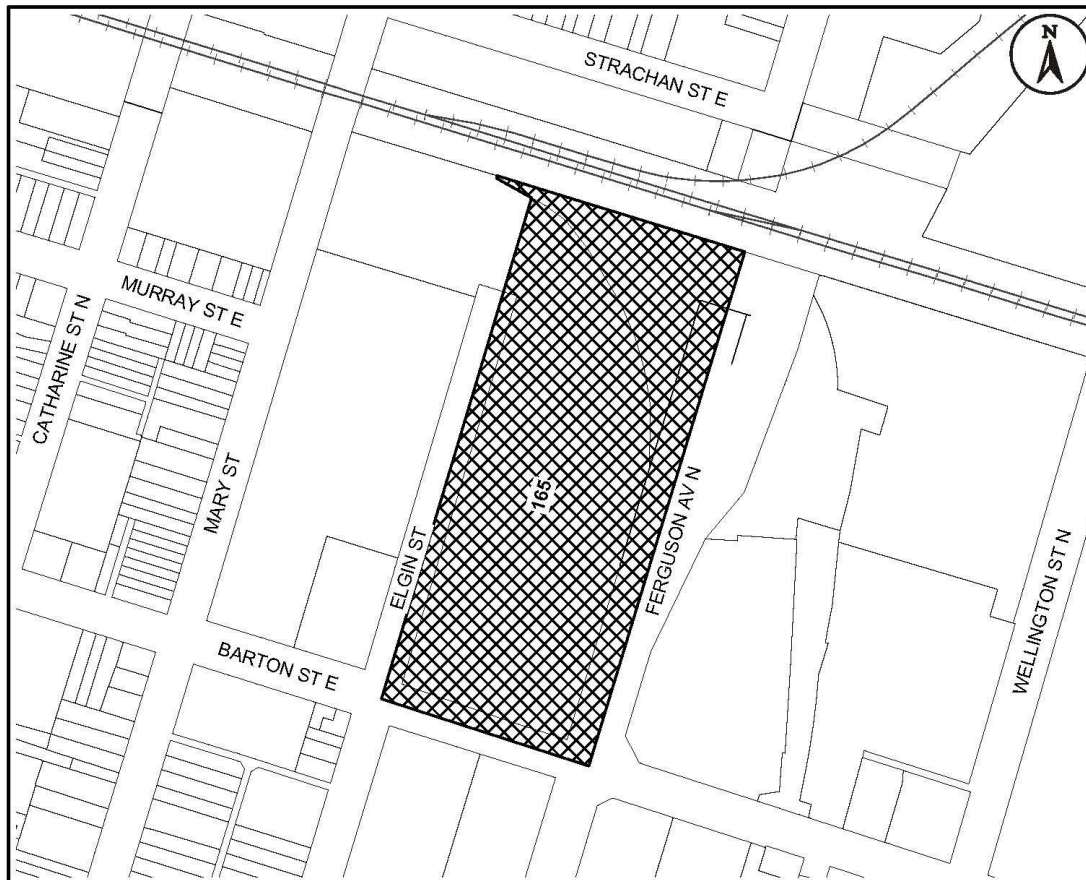 N
STRACHAN ST E
MURRAY ST E
CATHARINE ST N
MARY ST
165
ELGIN ST
FERGUSON AV N
WELLINGTON ST N
BARTON ST E